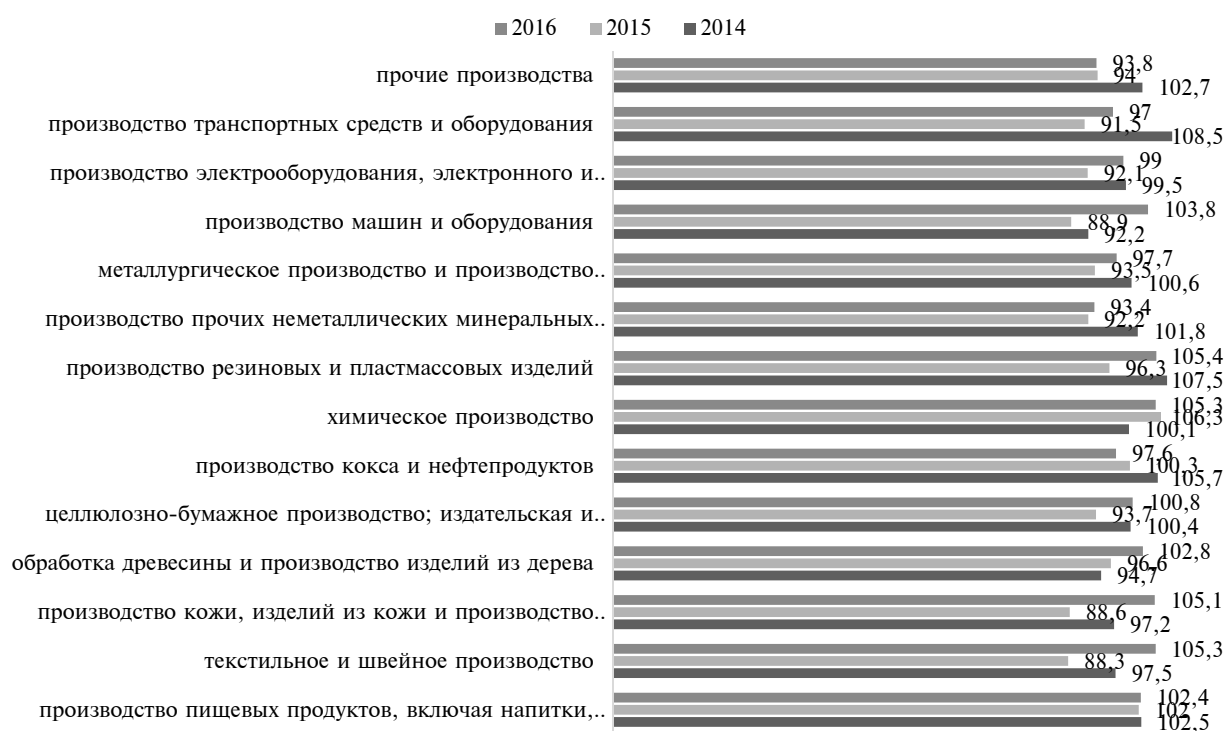 2016 2015 2014
прочие производства
93,8
94
102,7
производство транспортных средств и оборудования
97
91,5
108,5
производство электрооборудования, электронного и..
99
92,1
99,5
производство машин и оборудования
103,8
88,9
92,2
металлургическое производство и производство..
97,7
93,5
100,6
производство прочих неметаллических минеральных..
93,4
92,2
101,8
производство резиновых и пластмассовых изделий
105,4
96,3
107,5
химическое производство
105,3
106,3
100,1
производство кокса и нефтепродуктов
97,6
100,3
105,7
целлюлозно-бумажное производство; издательская и..
100,8
93,7
100,4
обработка древесины и производство изделий из дерева
102,8
96,6
94,7
производство кожи, изделий из кожи и производство..
105,1
88,6
97,2
текстильное и швейное производство
105,3
88,3
97,5
производство пищевых продуктов, включая напитки,..
102,4
102
102,5